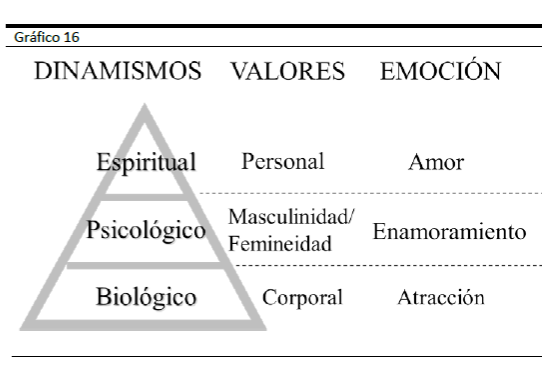 Gráfico 16
DINAMISMOS VALORES EMOCIÓN
Espiritual Personal Amor
Psicológico Masculinidad/ Femineidad Enamoramiento
Biológico Corporal Atracción